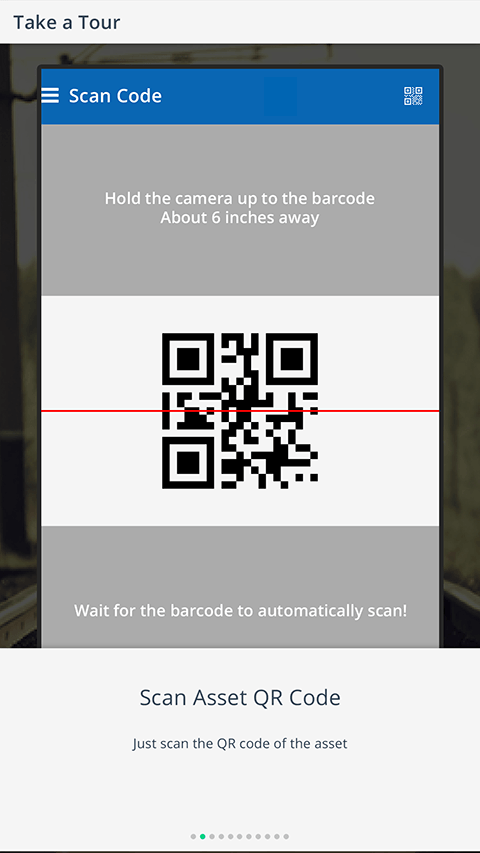 Take a Tour
Scan Code
Hold the camera up to the barcode
About 6 inches away
Wait for the barcode to automatically scan!
Scan Asset QR Code
Just scan the QR code of the asset